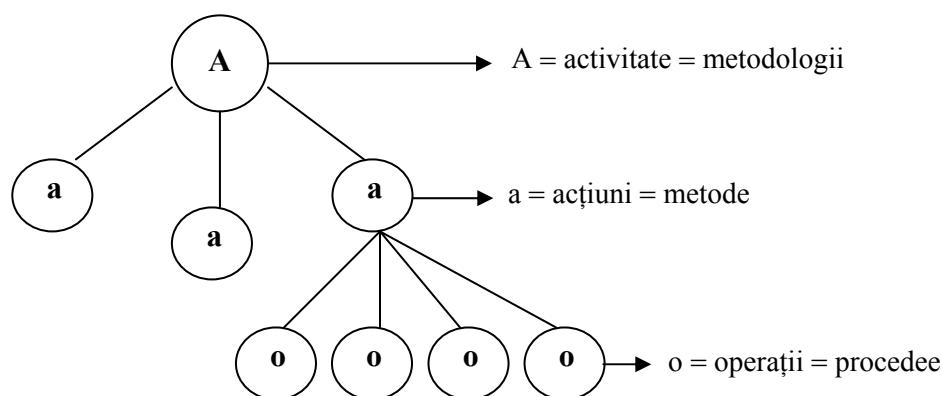 A
A = activitate = metodologii
a
a
a
a = acțiuni = metode
o
o
o
o
o = operații = procedee